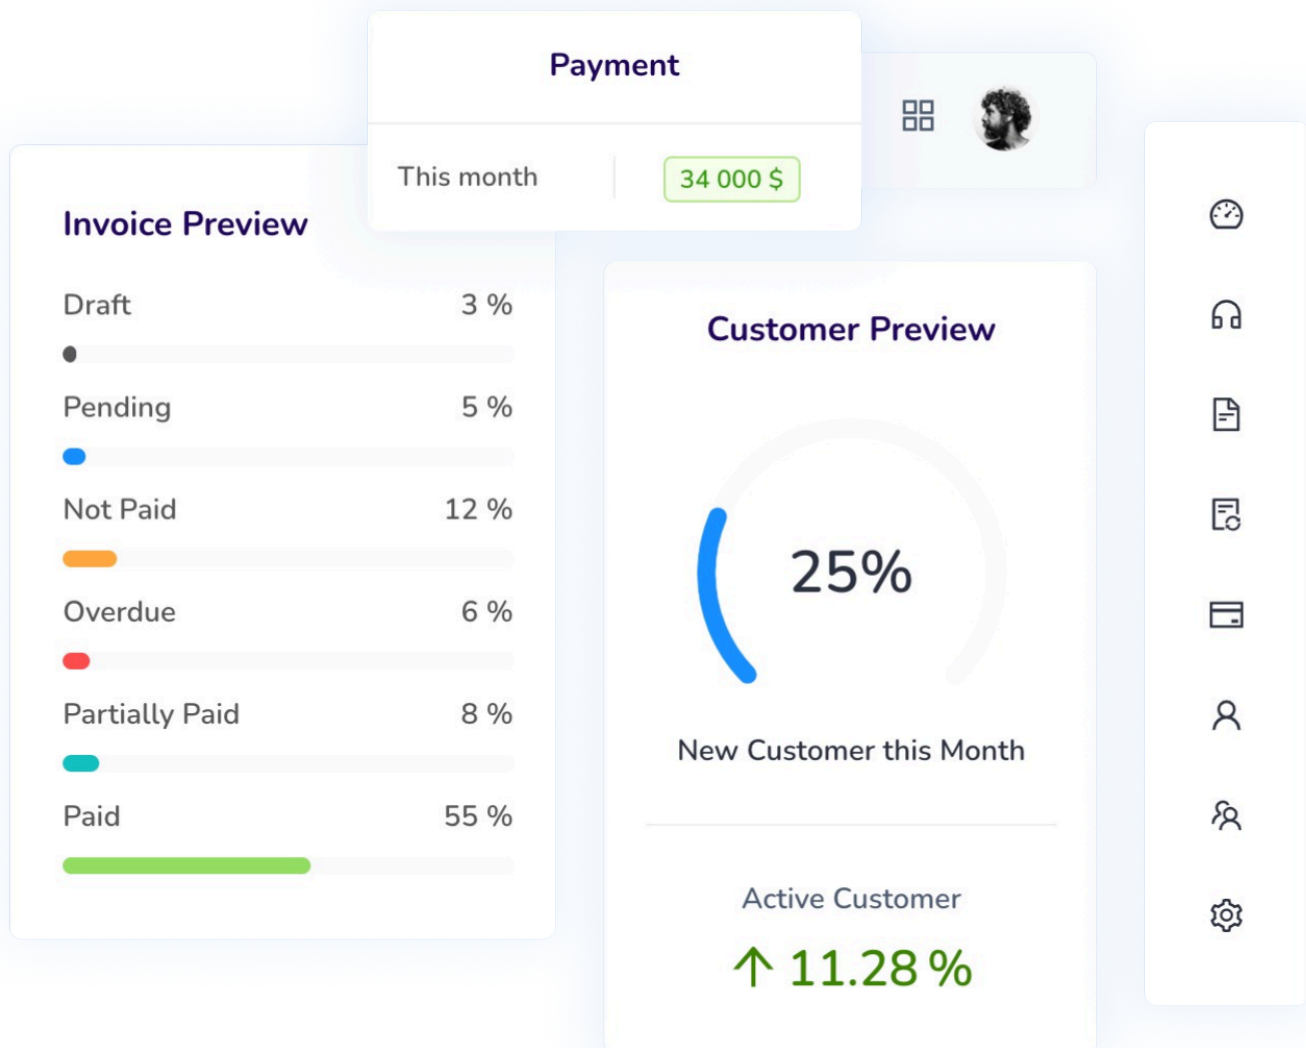 Payment
This month 34 000 $
Invoice Preview
Draft 3 %
Pending 5 %
Not Paid 12 %
Overdue 6 %
Partially Paid 8 %
Paid 55 %
Customer Preview
25%
New Customer this Month
Active Customer
↑ 11.28 %